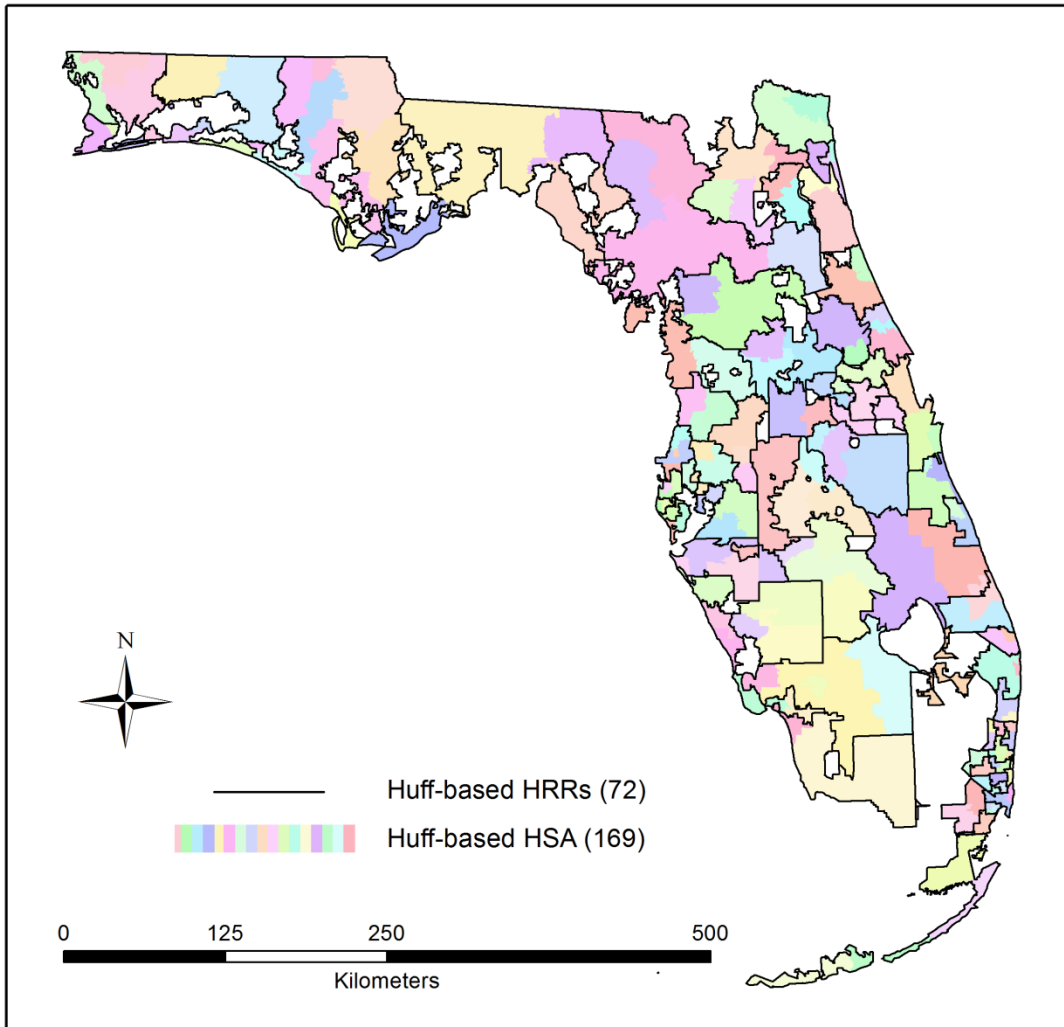 N
Huff-based HRRs (72)
Huff-based HSA (169)
0 125 250 500
Kilometers